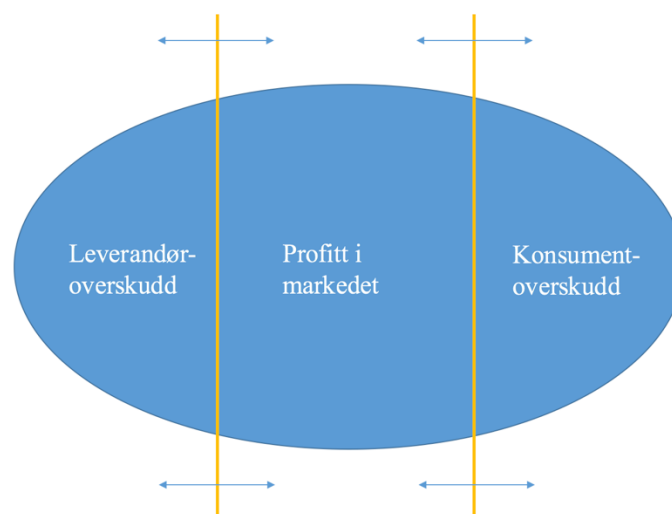 Leverandør-
overskudd
Profitt i
markedet
Konsument-
overskudd